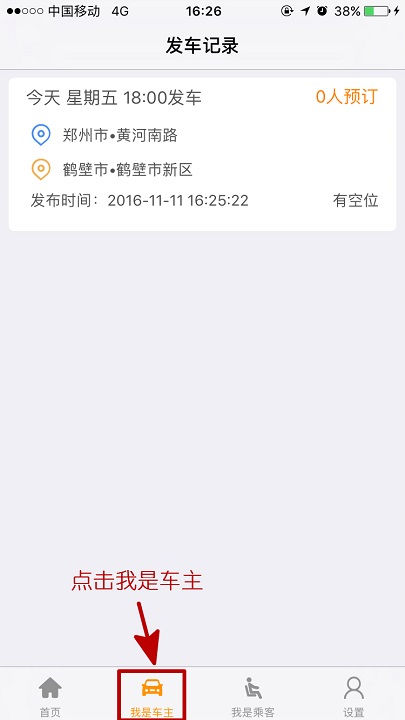 中国移动 4G 16:26 38%
发车记录
今天 星期五 18:00发车 0人预订
郑州市•黄河南路
鹤壁市•鹤壁市新区
发布时间：2016-11-11 16:25:22 有空位
点击我是车主
首页 我是车主 我是乘客 设置